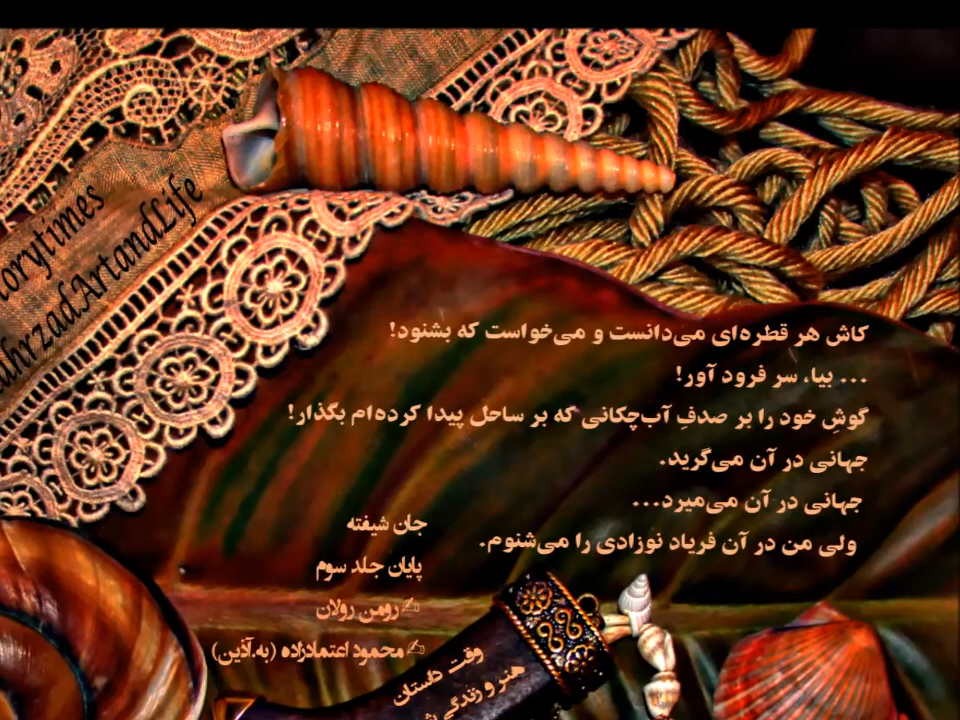 کاش هر قطره‌ای می‌دانست و می‌خواست که بشنود!
... بیا، سر فرود آور!
گوشِ خود را بر صدفِ آب‌چکانی که بر ساحل پیدا کرده‌ام بگذار!
جهانی در آن می‌گرید.
جهانی در آن می‌میرد...
ولی من در آن فریاد نوزادی را می‌شنوم.
جان شیفته
پایان جلد سوم
✍رومن رولان
✍محمود اعتمادزاده (به.آذین)
وقت داستان
هنر و زندگی